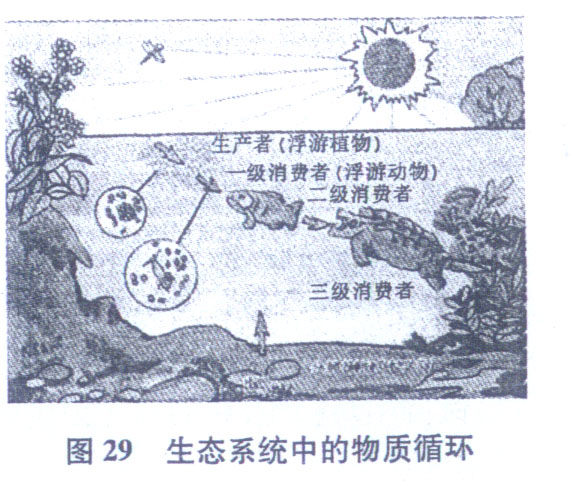 生产者(浮游植物)
一级消费者(浮游动物)
二级消费者
三级消费者
图 29 生态系统中的物质循环